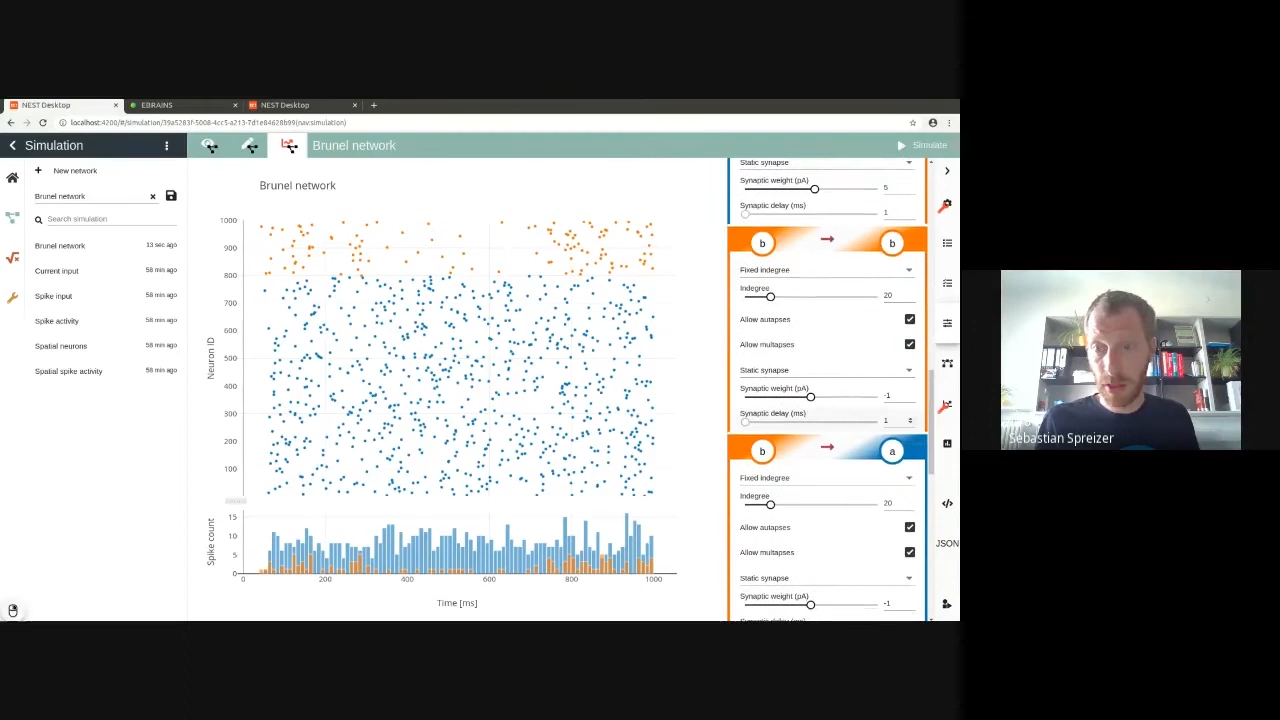 NEST Desktop
EBRAINS
NEST Desktop
localhost:4200/#/simulation/39a5283f-5008-4cc5-a213-7d1e84628b99(nav:simulation)
Simulation
Brunel network
Simulate
New network
Brunel network
Search simulation
Brunel network 13 sec ago
Current input 58 min ago
Spike input 58 min ago
Spike activity 58 min ago
Spatial neurons 58 min ago
Spatial spike activity 58 min ago
Brunel network
1000
900
800
700
600
500
400
300
200
100
Neuron ID
15
10
5
0
Spike count
0 200 400 600 800 1000
Time [ms]
Static synapse
Synaptic weight (pA) 5
Synaptic delay (ms) 1
b b
Fixed indegree
Indegree 20
Allow autapses
Allow multapses
Static synapse
Synaptic weight (pA) -1
Synaptic delay (ms) 1
b a
Fixed indegree
Indegree 20
Allow autapses
Allow multapses
Static synapse
Synaptic weight (pA) -1
JSON
Sebastian Spreizer